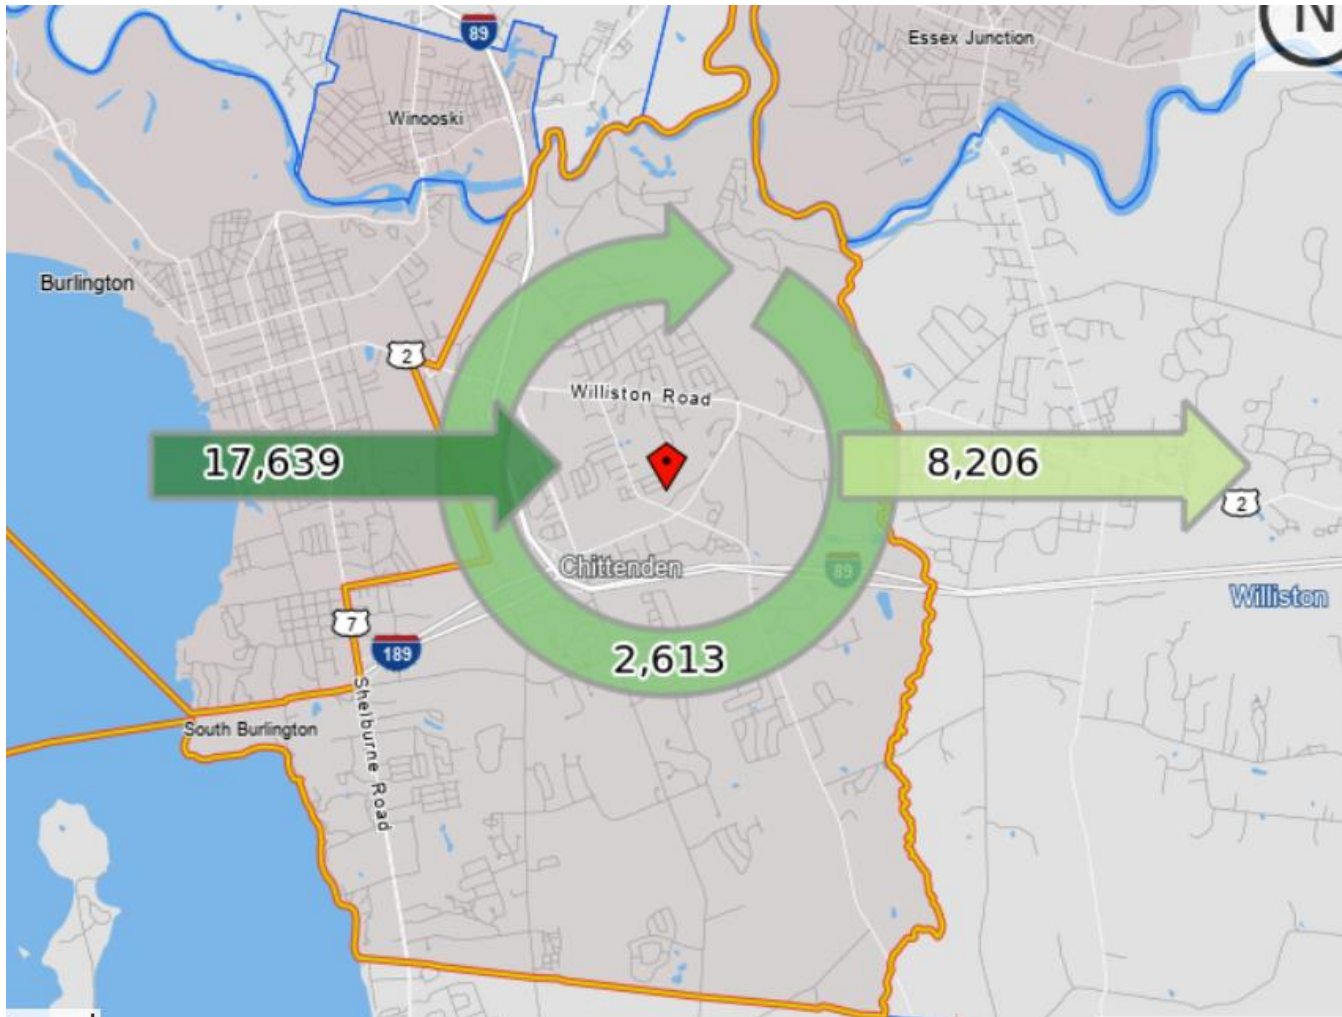 N
89
Essex Junction
Winooski
Burlington
2
Williston Road
17,639
8,206
2
Chittenden
89
Williston
7
189
2,613
Shelburne Road
South Burlington